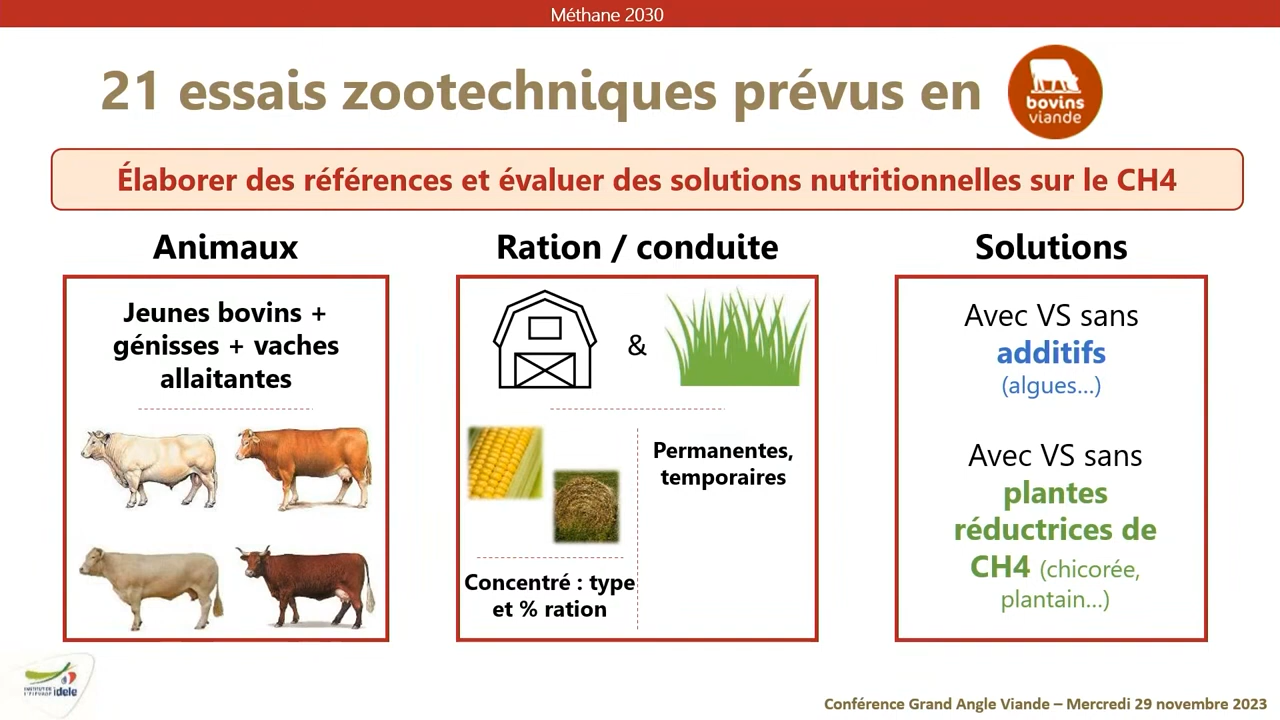 Méthane 2030
21 essais zootechniques prévus en
bovins
viande
Élaborer des références et évaluer des solutions nutritionnelles sur le CH4
Animaux
Jeunes bovins +
génisses + vaches
allaitantes
Ration / conduite
&
Permanentes,
temporaires
Concentré : type
et % ration
Solutions
Avec VS sans
additifs
(algues…)
Avec VS sans
plantes
réductrices de
CH4 (chicorée,
plantain…)
INSTITUT DE
L'ÉLEVAGE idele
Conférence Grand Angle Viande – Mercredi 29 novembre 2023